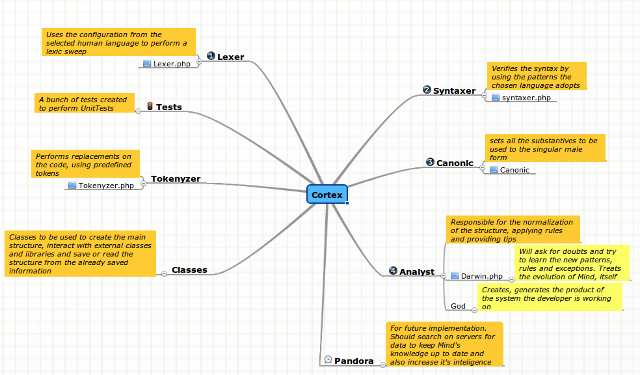 Uses the configuration from the
selected human language to perform a
lexic sweep
Lexer.php
Lexer
A bunch of tests created
to perform UnitTests
Tests
Performs replacements on
the code, using predefined
tokens
Tokenyzer.php
Tokenyzer
Classes to be used to create the main
structure, interact with external classes
and libraries and save or read the
structure from the already saved
information
Classes
Cortex
2 Syntaxer
Verifies the syntax by
using the patterns the
chosen language adopts
syntaxer.php
3 Canonic
sets all the substantives to
be used to the singular male
form
Canonic
4 Analyst
Responsible for the normalization
of the structure, applying rules
and providing tips
Darwin.php
Will ask for doubts and try
to learn the new patterns,
rules and exceptions. Treats
the evolution of Mind, itself
God
Creates, generates the product of
the system the developer is working
on
Pandora
For future implementation.
Should search on servers for
data to keep Mind's
knowledge up to date and
also increase it's inteligence